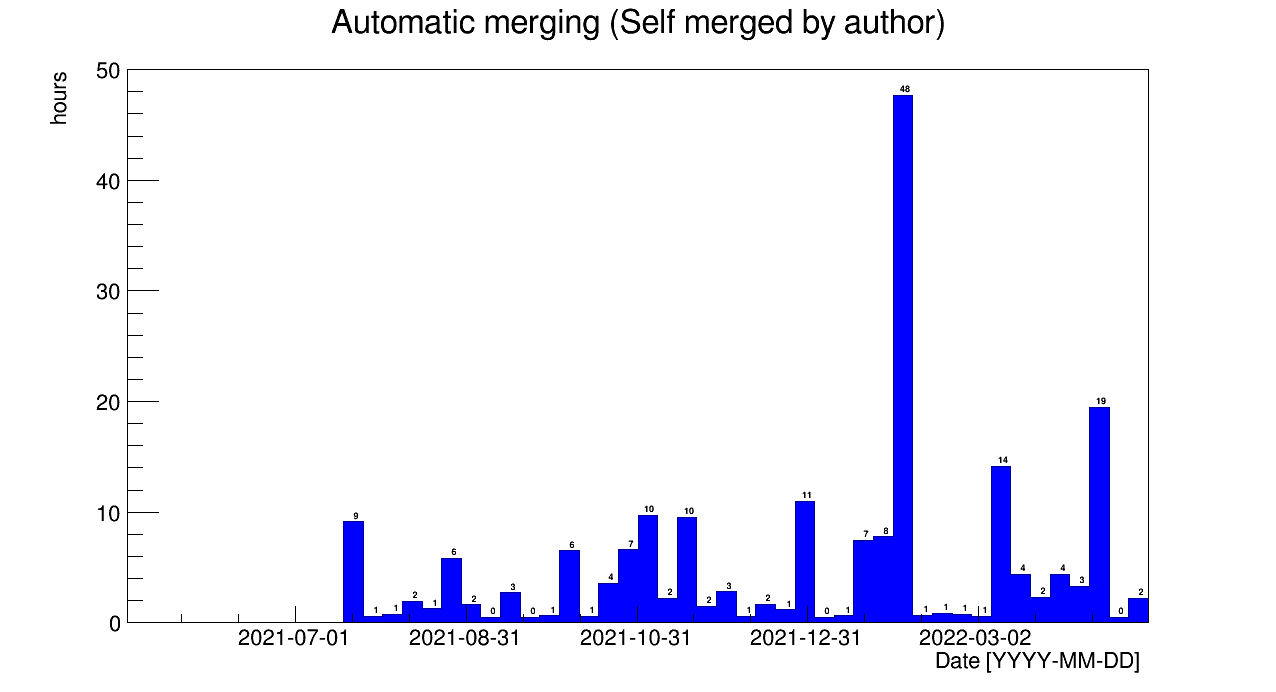 Automatic merging (Self merged by author)
hours
50
40
30
20
10
0
9 1 1 2 1 6 2 0 3 0 1 6 1 4 7 10 2 10 2 3 1 2 1 11 0 1 7 8 48 1 1 1 1 14 4 2 4 3 19 0 2
2021-07-01 2021-08-31 2021-10-31 2021-12-31 2022-03-02
Date [YYYY-MM-DD]